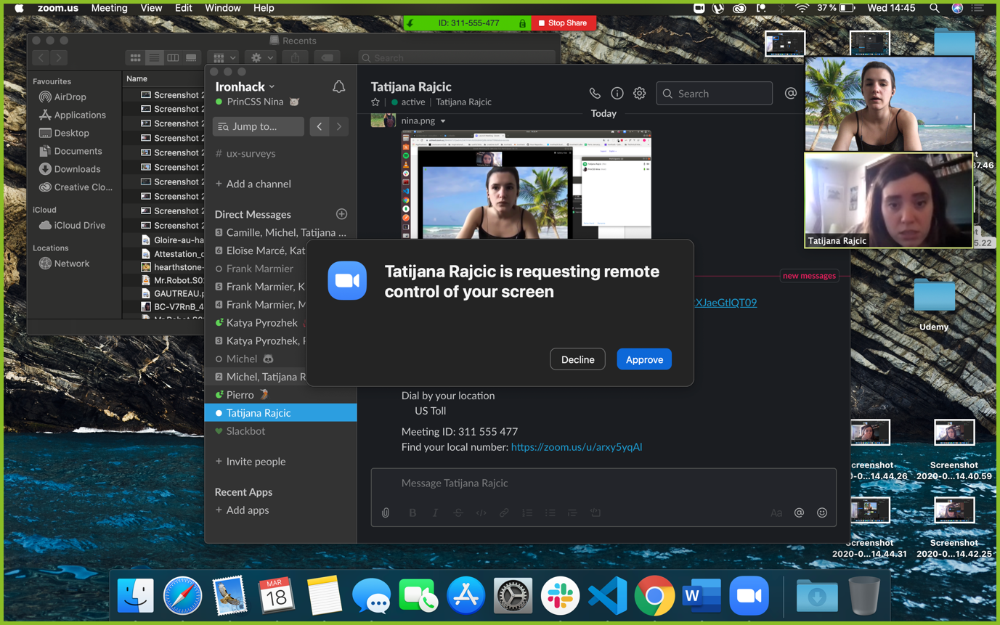 zoom.us Meeting View Edit Window Help
37 % Wed 14:45
ID: 311-555-477 Stop Share
Recents
Search
Favourites
AirDrop
Applications
Desktop
Documents
Downloads
Creative Clo...
iCloud
iCloud Drive
Locations
Network
Name
Screenshot 2
Screenshot 2
Screenshot 2
Screenshot 2
Screenshot 2
Screenshot 2
Screenshot 2
Screenshot 2
Screenshot 2
Screenshot 2
Gloire-au-ha
Attestation_
hearthstone-
Mr.Robot.S0
GAUTREAU.p
BC-V7RnB_4
Ironhack
PrinCSS Nina
Jump to...
# ux-surveys
+ Add a channel
Direct Messages
3 Camille, Michel, Tatijana ...
6 Eloïse Marcé, Kat
Frank Marmier
5 Frank Marmier, K
4 Frank Marmier, M
Katya Pyrozhek
3 Katya Pyrozhek, F
Michel
2 Michel, Tatijana R
Pierro
Tatijana Rajcic
Slackbot
+ Invite people
Recent Apps
+ Add apps
Tatijana Rajcic
active | Tatijana Rajcic
Search
Today
nina.png
new messages
XJaeGtlQT09
Tatijana Rajcic is requesting remote
control of your screen
Decline Approve
Dial by your location
US Toll
Meeting ID: 311 555 477
Find your local number: https://zoom.us/u/arxy5yqAl
Message Tatijana Rajcic
Aa @
Tatijana Rajcic
37.46
5.22
Udemy
creenshot
-0...14.44.26
Screenshot
2020-0...14.40.59
Screenshot
2020-0...14.44.31
Screenshot
2020-0...14.42.25
MAR
18
W